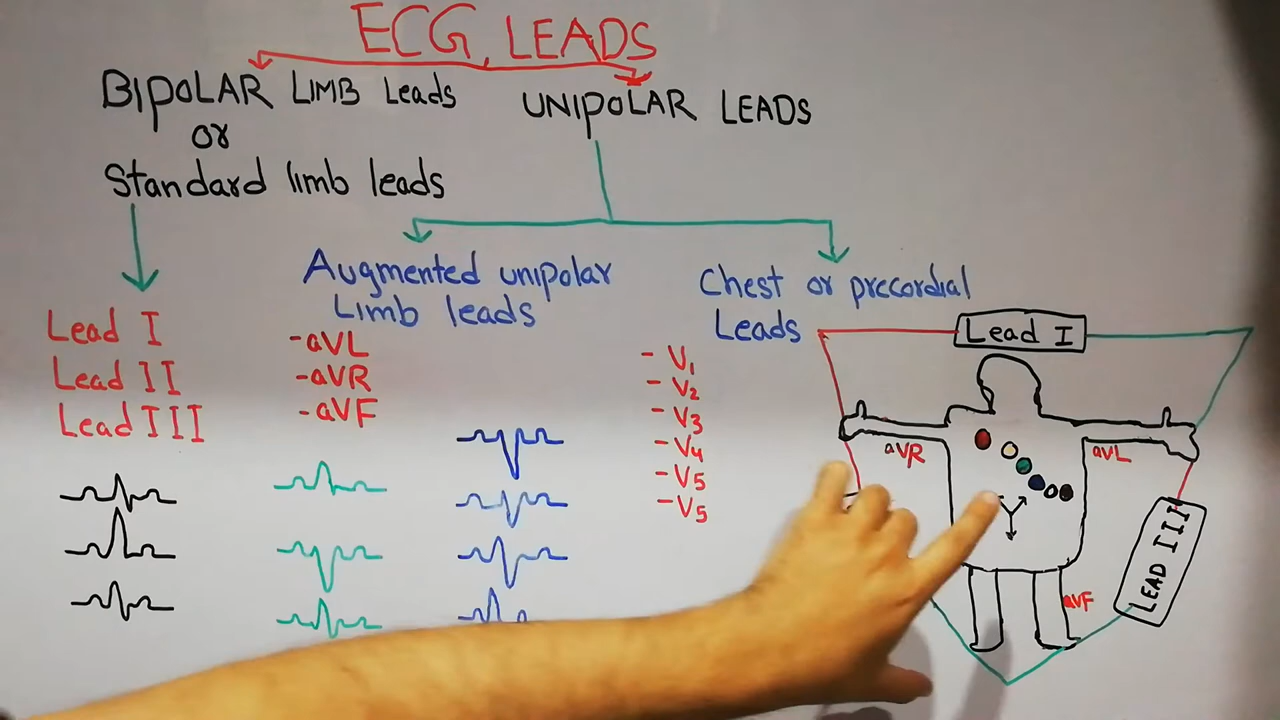 ECG LEADS
BIPOLAR LIMB Leads
or
Standard limb leads
UNIPOLAR LEADS
Augmented unipolar
Limb leads
Chest or precordial
Leads
Lead I
Lead II
Lead III
-aVL
-aVR
-aVF
- V1
- V2
- V3
- V4
- V5
- V5
Lead I
aVR
aVL
LEAD III
aVF